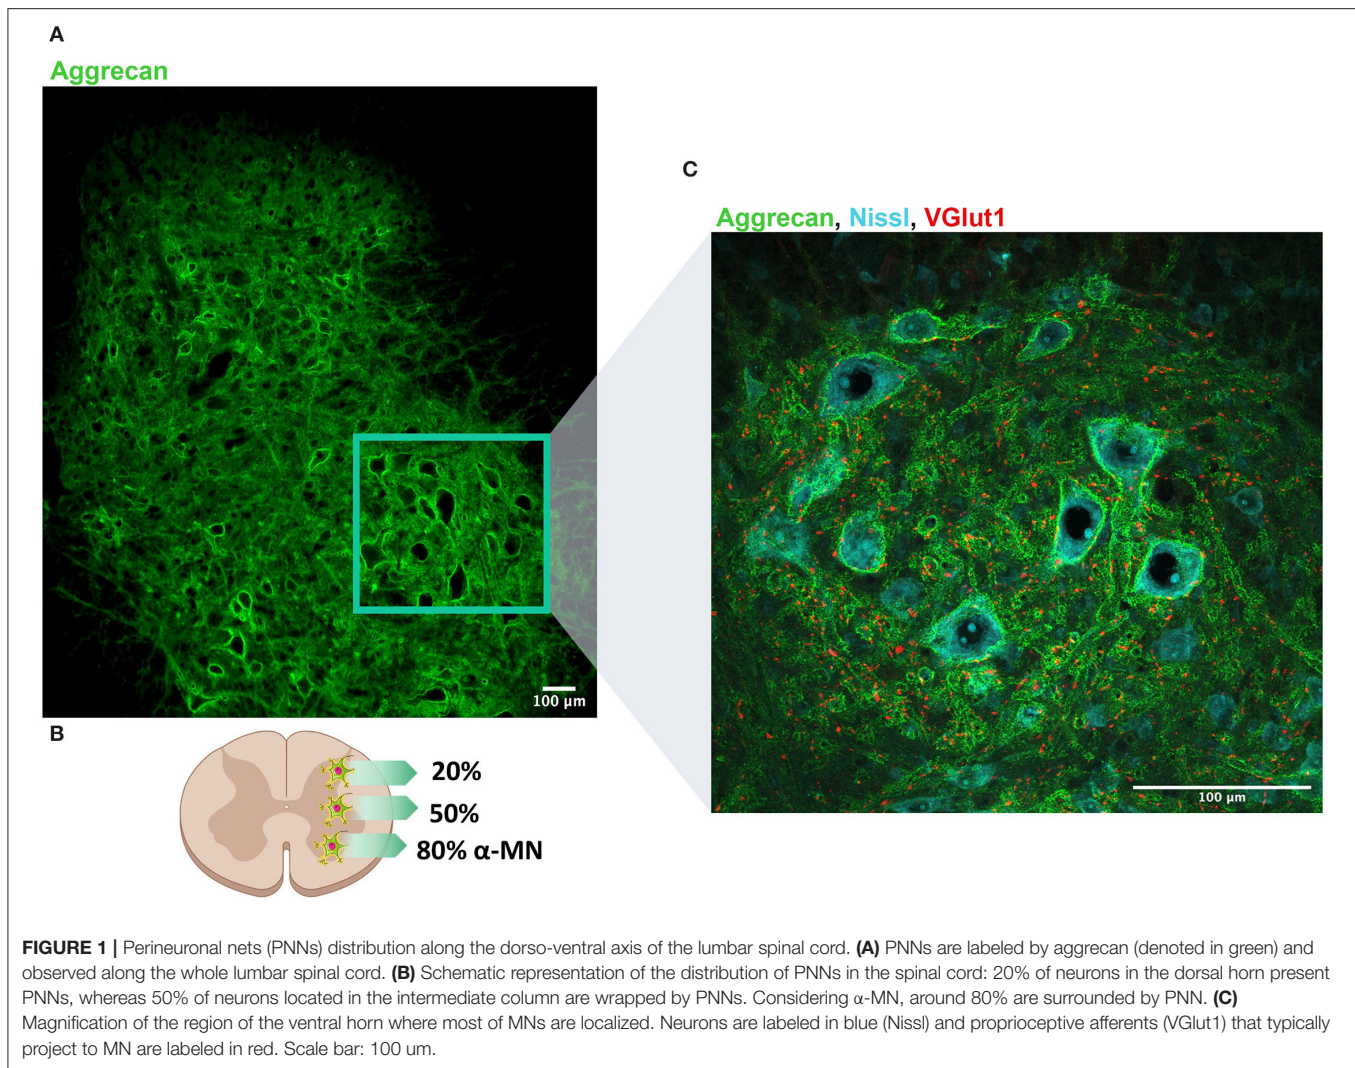 A
Aggrecan
100 µm
B
20%
50%
80% α-MN
C
Aggrecan, Nissl, VGlut1
100 µm
FIGURE 1 | Perineuronal nets (PNNs) distribution along the dorso-ventral axis of the lumbar spinal cord. (A) PNNs are labeled by aggrecan (denoted in green) and
observed along the whole lumbar spinal cord. (B) Schematic representation of the distribution of PNNs in the spinal cord: 20% of neurons in the dorsal horn present
PNNs, whereas 50% of neurons located in the intermediate column are wrapped by PNNs. Considering α-MN, around 80% are surrounded by PNN. (C)
Magnification of the region of the ventral horn where most of MNs are localized. Neurons are labeled in blue (Nissl) and proprioceptive afferents (VGlut1) that typically
project to MN are labeled in red. Scale bar: 100 um.